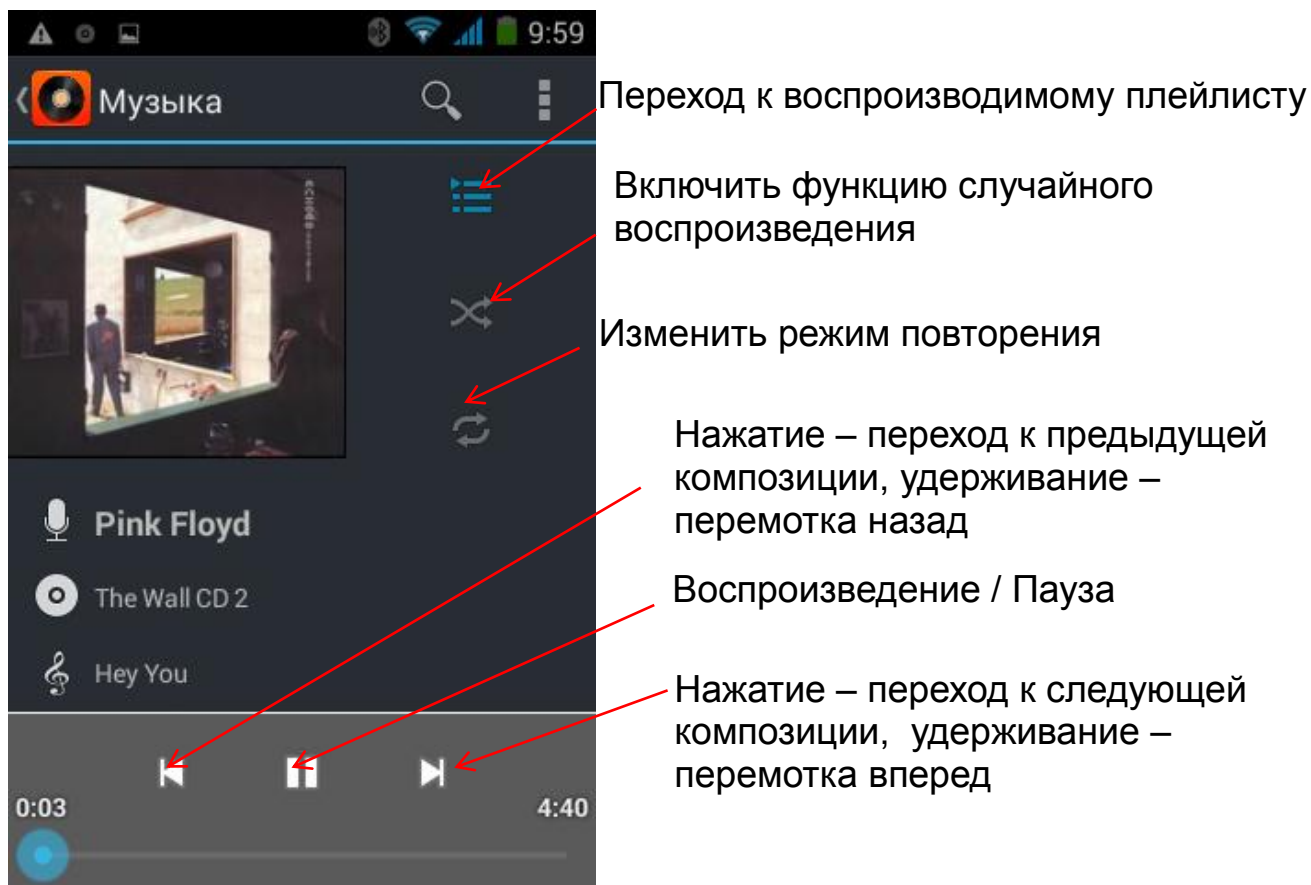 9:59
Музыка
Переход к воспроизводимому плейлисту
Включить функцию случайного
воспроизведения
Изменить режим повторения
Нажатие – переход к предыдущей
композиции, удерживание –
перемотка назад
Pink Floyd
The Wall CD 2
Воспроизведение / Пауза
Hey You
Нажатие – переход к следующей
композиции, удерживание –
перемотка вперед
0:03
4:40